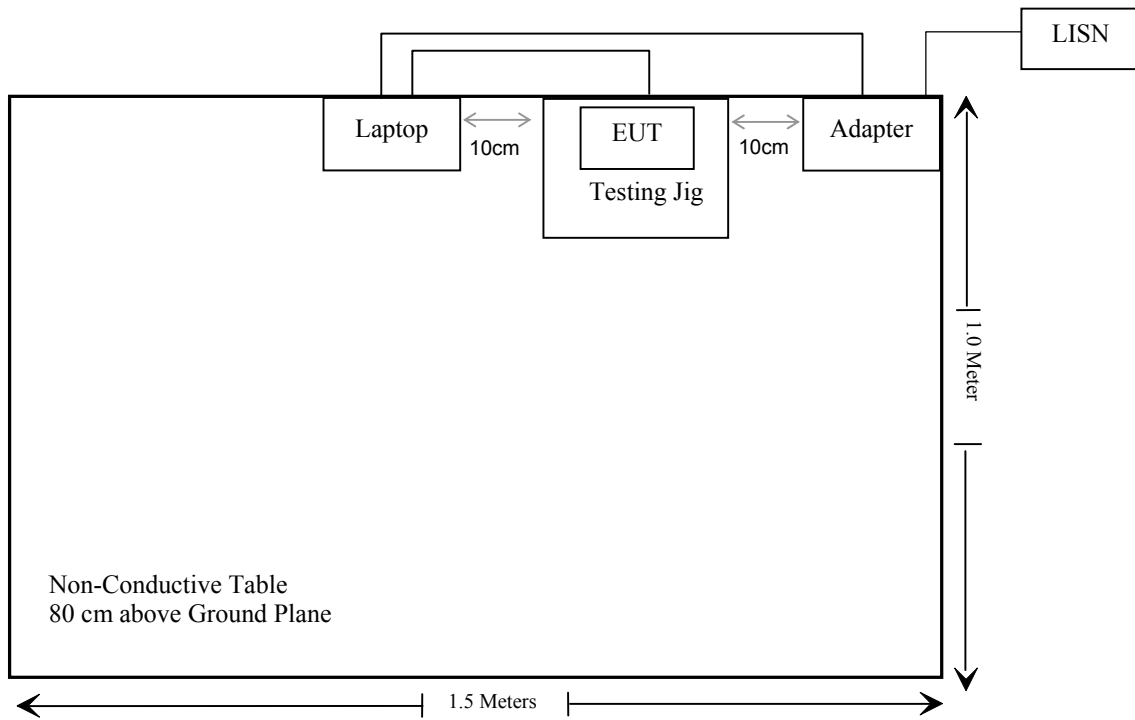 LISN
Laptop
10cm
EUT
Testing Jig
10cm
Adapter
1.0 Meter
Non-Conductive Table
80 cm above Ground Plane
1.5 Meters